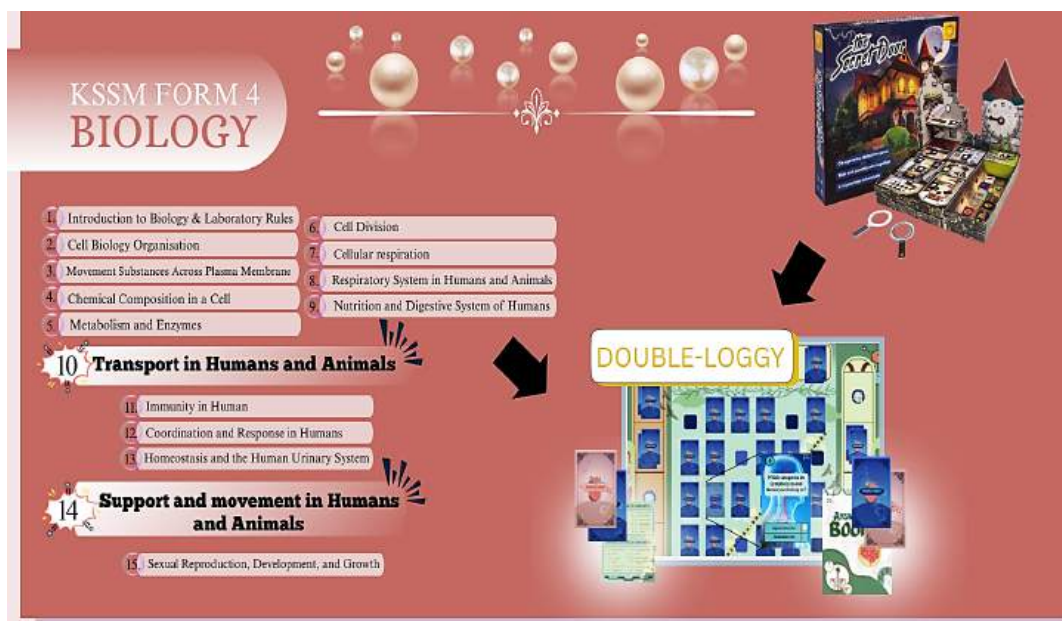 KSSM FORM 4
BIOLOGY
The
Secret Door
1. Introduction to Biology & Laboratory Rules
2. Cell Biology Organisation
3. Movement Substances Across Plasma Membrane
4. Chemical Composition in a Cell
5. Metabolism and Enzymes
6. Cell Division
7. Cellular respiration
8. Respiratory System in Humans and Animals
9. Nutrition and Digestive System of Humans
10 Transport in Humans and Animals
11. Immunity in Human
12. Coordination and Response in Humans
13. Homeostasis and the Human Urinary System
14 Support and movement in Humans
and Animals
15. Sexual Reproduction, Development, and Growth
DOUBLE-LOGGY